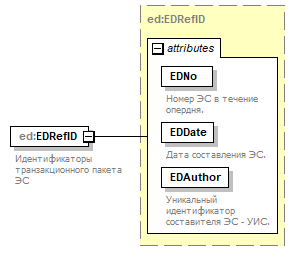 ed:EDRefID
attributes
EDNo
Номер ЭС в течение
опердня.
EDDate
Дата составления ЭС.
EDAuthor
Уникальный
идентификатор
составителя ЭС - УИС.
ed:EDRefID
Идентификаторы
транзакционного пакета
ЭС